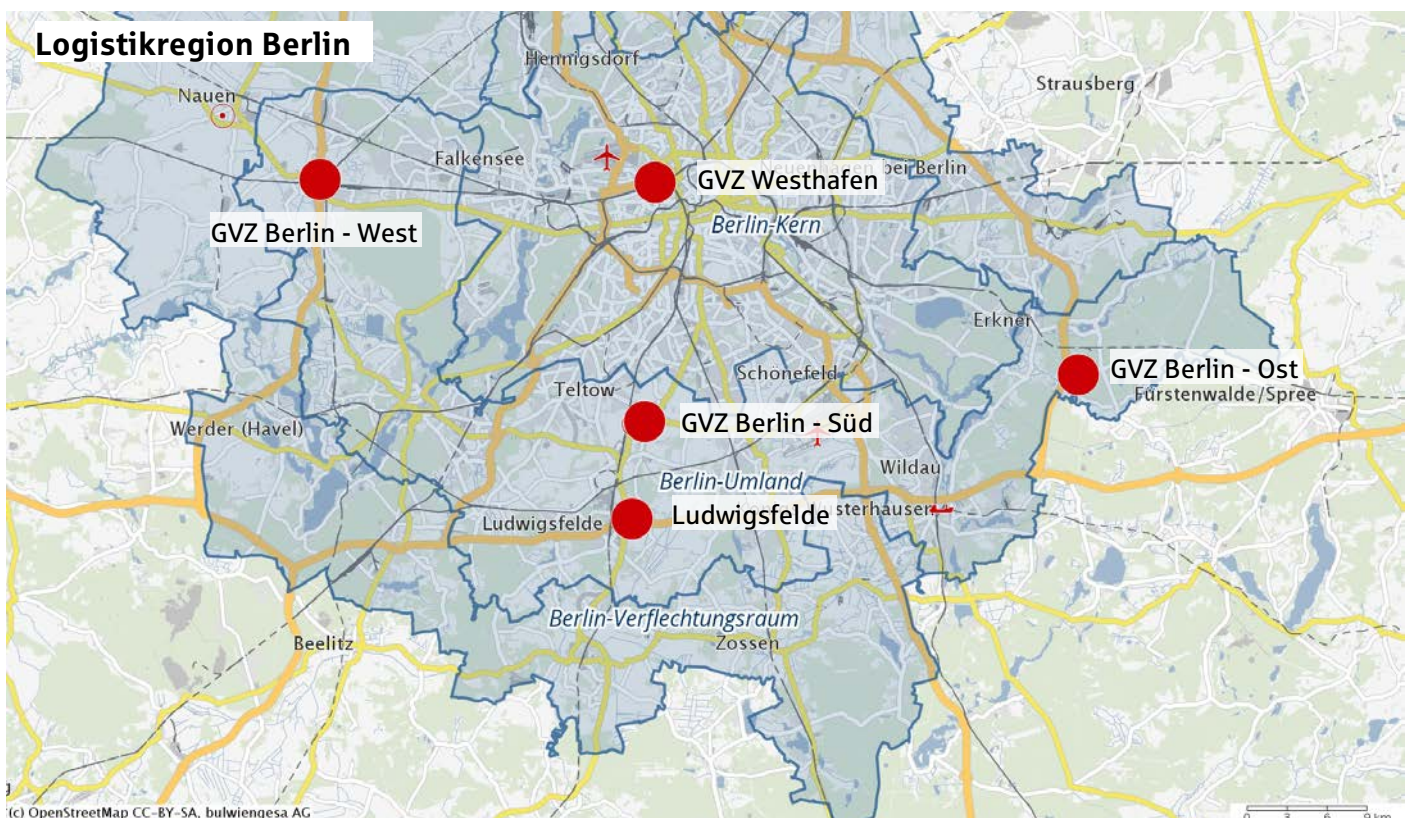 Logistikregion Berlin
Hennigsdorf
Strausberg
Nauen
Falkensee
bei Berlin
GVZ Westhafen
Berlin-Kern
GVZ Berlin - West
Erkner
GVZ Berlin - Ost
Schönefeld
Teltow
Fürstenwalde/Spree
GVZ Berlin - Süd
Werder (Havel)
Wildau
Berlin-Umland
Ludwigsfelde
Ludwigsfelde
Berlin-Verflechtungsraum
Beelitz
Zossen
(c) OpenStreetMap CC-BY-SA, bulwiengesa AG
0 3 6 9 km